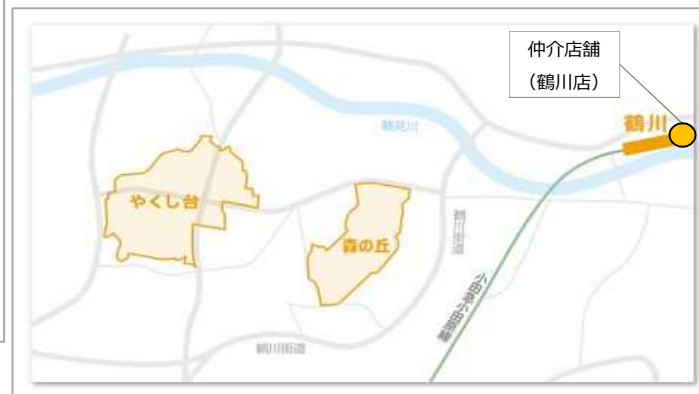 仲介店舗
(鶴川店)
鶴川
鶴見川
やくし台
森の丘
鶴川街道
小田急小田原線
鶴川街道